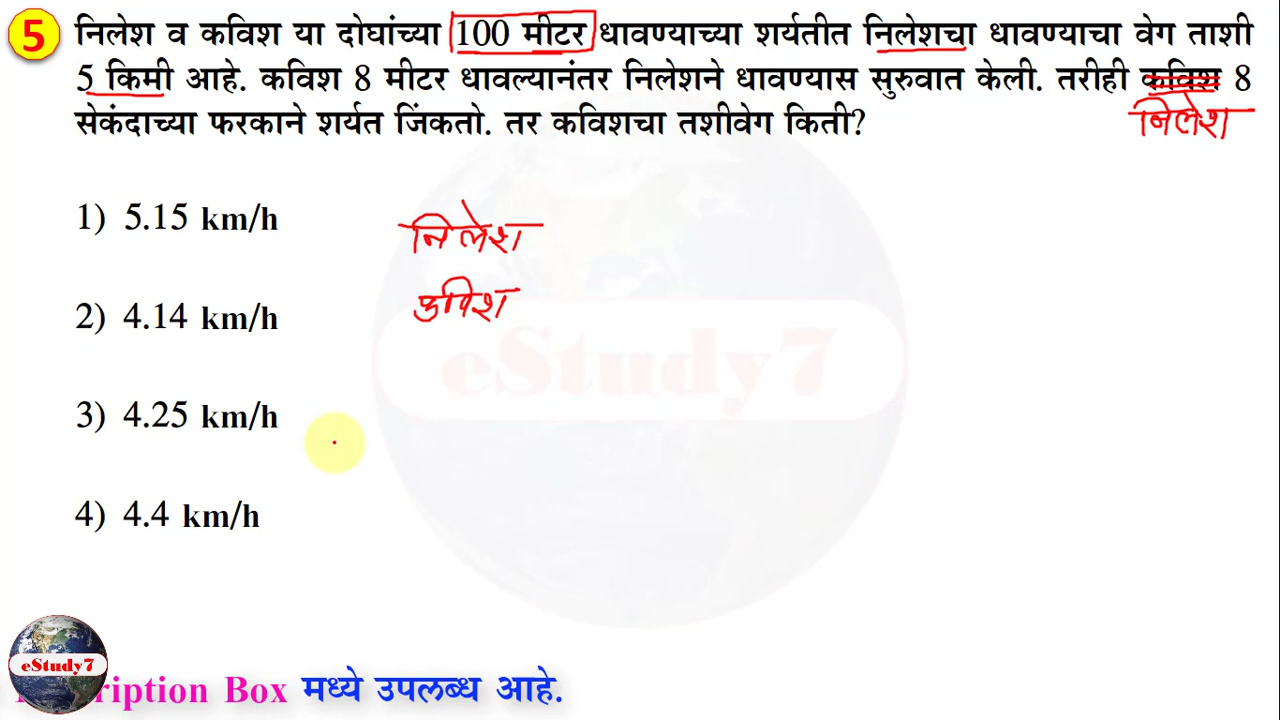 5 निलेश व कविश या दोघांच्या 100 मीटर धावण्याच्या शर्यतीत निलेशचा धावण्याचा वेग ताशी
5 किमी आहे. कविश 8 मीटर धावल्यानंतर निलेशने धावण्यास सुरुवात केली. तरीही कविश 8
सेकंदाच्या फरकाने शर्यत जिंकतो. तर कविशचा तशीवेग किती?
निलेश
1) 5.15 km/h
निलेश
कविश
2) 4.14 km/h
eStudy7
3) 4.25 km/h
4) 4.4 km/h
eStudy7
ription Box मध्ये उपलब्ध आहे.